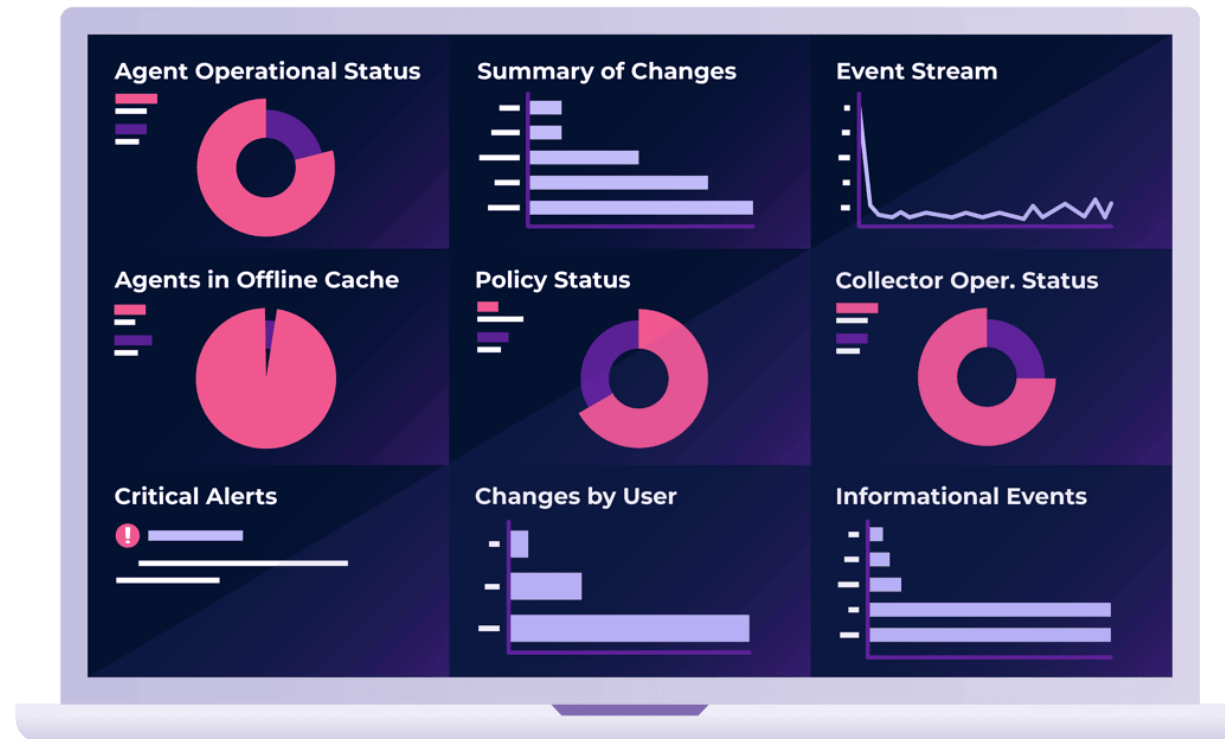 Agent Operational Status
Summary of Changes
Event Stream
Agents in Offline Cache
Policy Status
Collector Oper. Status
Critical Alerts
!
Changes by User
Informational Events